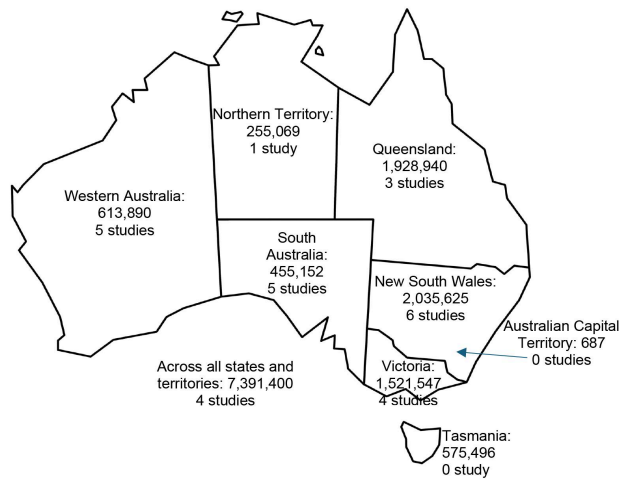 Northern Territory:
255,069
1 study
Queensland:
1,928,940
3 studies
Western Australia:
613,890
5 studies
South
Australia:
455,152
5 studies
New South Wales:
2,035,625
6 studies
Australian Capital
Territory: 687
0 studies
Across all states and
territories: 7,391,400
4 studies
Victoria:
1,521,547
4 studies
Tasmania:
575,496
0 study